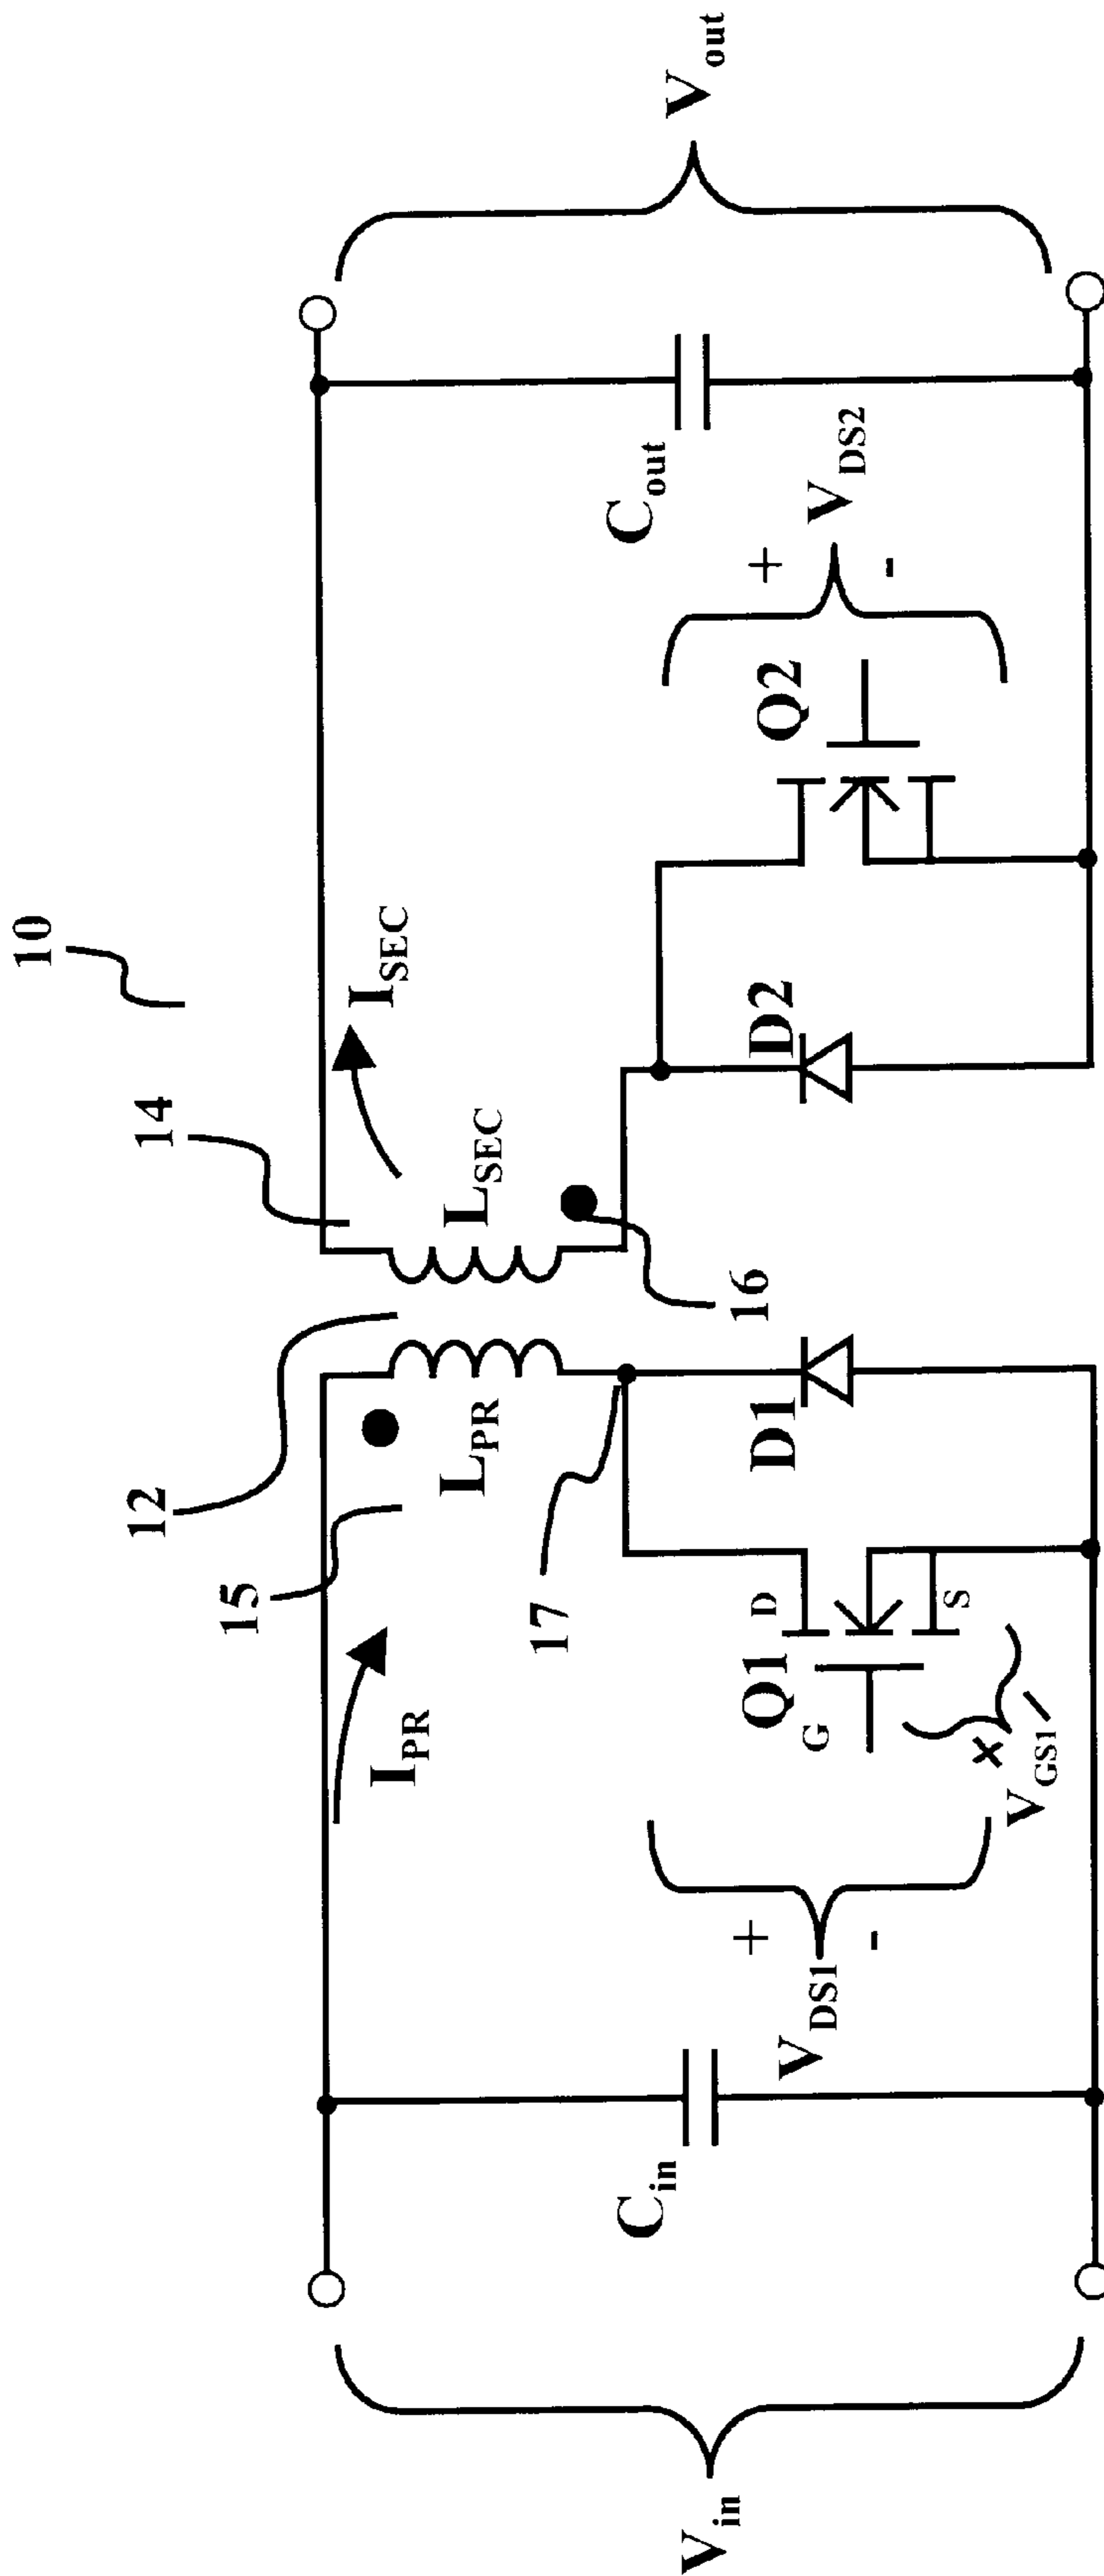 10
14
12
15
I_SEC
I_PR
L_PR
L_SEC
16
17
V_in
C_in
V_DS1
+
-
V_GS1
+
-
Q1
G
D
S
D1
D2
Q2
+
-
V_DS2
C_out
V_out